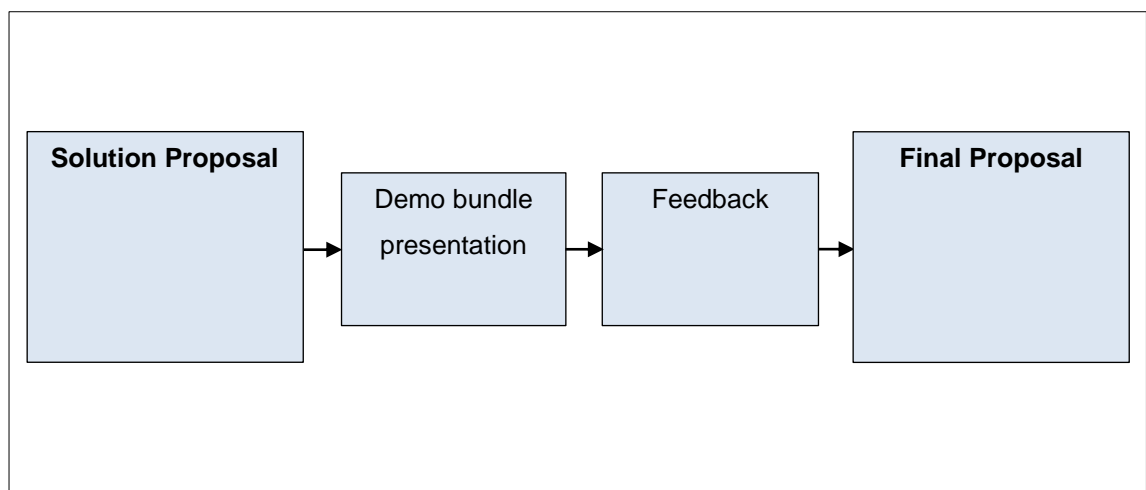 Solution Proposal
Demo bundle
presentation
Feedback
Final Proposal